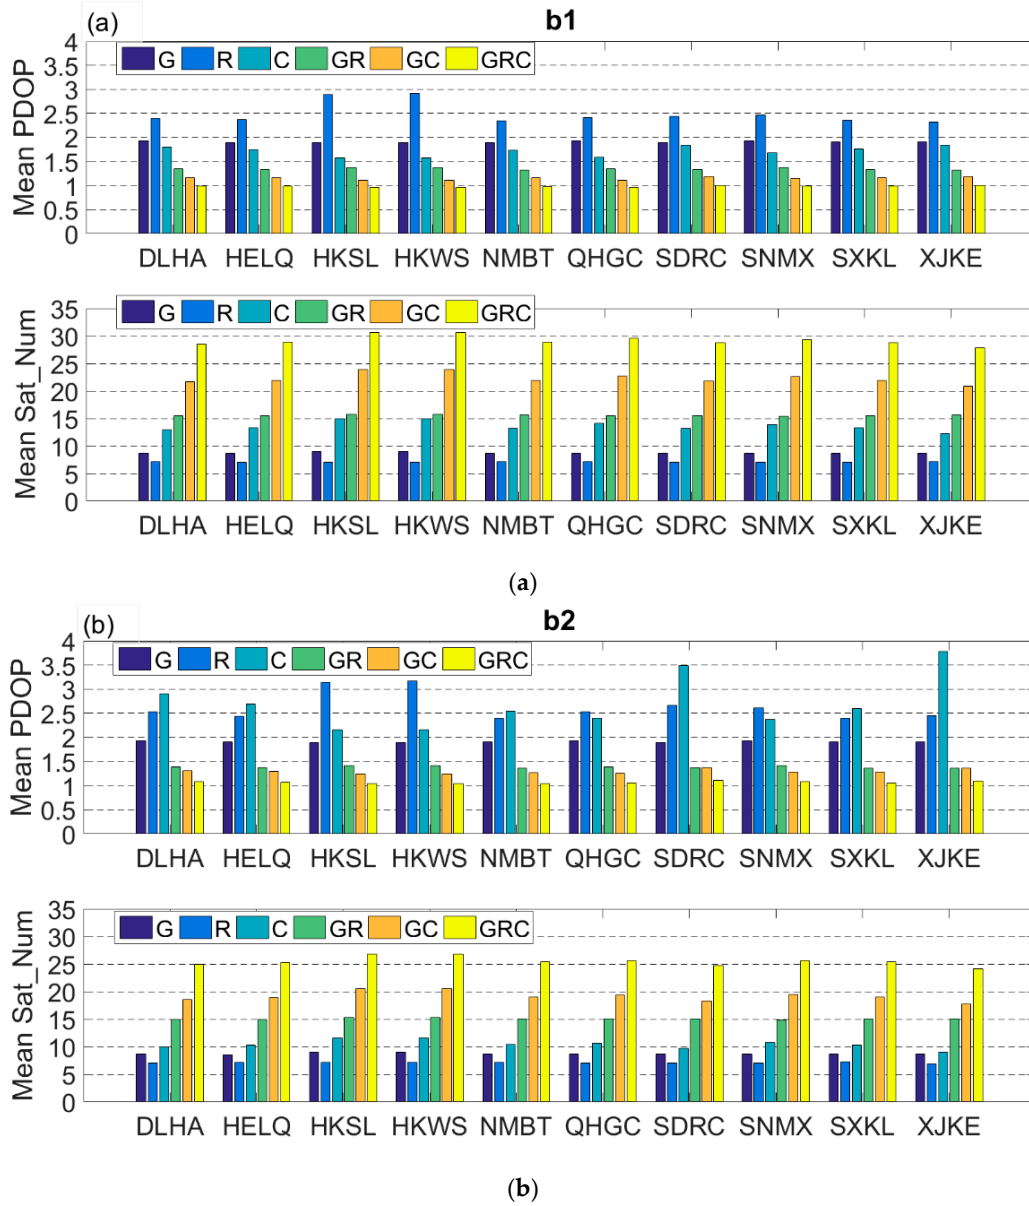 (a) b1
4
3.5
3
2.5
2
1.5
1
0.5
0
Mean PDOP
G R C GR GC GRC
DLHA HELQ HKSL HKWS NMBT QHGC SDRC SNMX SXKL XJKE
35
30
25
20
15
10
5
0
Mean Sat_Num
G R C GR GC GRC
DLHA HELQ HKSL HKWS NMBT QHGC SDRC SNMX SXKL XJKE
(a)
(b) b2
4
3.5
3
2.5
2
1.5
1
0.5
0
Mean PDOP
G R C GR GC GRC
DLHA HELQ HKSL HKWS NMBT QHGC SDRC SNMX SXKL XJKE
35
30
25
20
15
10
5
0
Mean Sat_Num
G R C GR GC GRC
DLHA HELQ HKSL HKWS NMBT QHGC SDRC SNMX SXKL XJKE
(b)